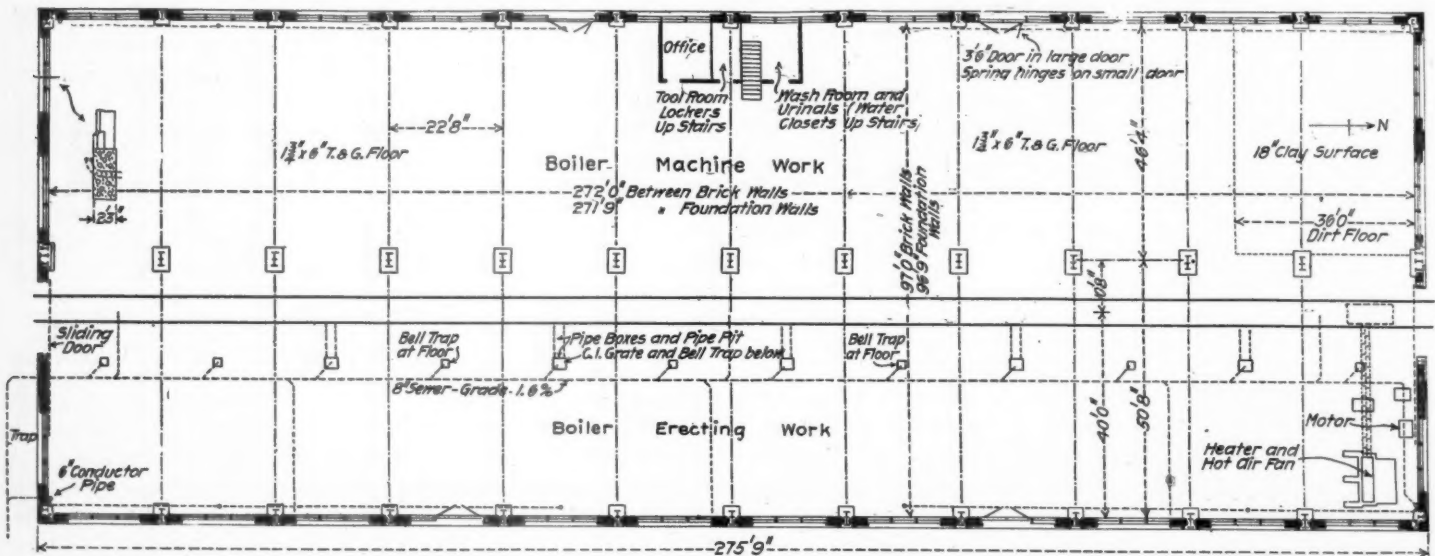 Office
3'6" Door in large door
Spring hinges on small door
Tool Room
Lockers
Up Stairs
Wash Room and
Urinals (Water
Closets Up Stairs)
22'8"
1¾" x 6" T. & G. Floor
1¾" x 6" T. & G. Floor
46'4"
N
18" Clay Surface
Boiler Machine Work
272'0" Between Brick Walls
271'9" " Foundation Walls
97'0" Brick Walls
96'9" Foundation
Walls
23'
36'0"
Dirt Floor
10'8"
Sliding
Door
Bell Trap
at Floor
Pipe Boxes and Pipe Pit
C.I. Grate and Bell Trap below
Bell Trap
at Floor
8" Sewer - Grade - 1.6%
Boiler Erecting Work
40'0"
50'8"
Motor
Trap
Heater and
Hot Air Fan
6" Conductor
Pipe
275'9"